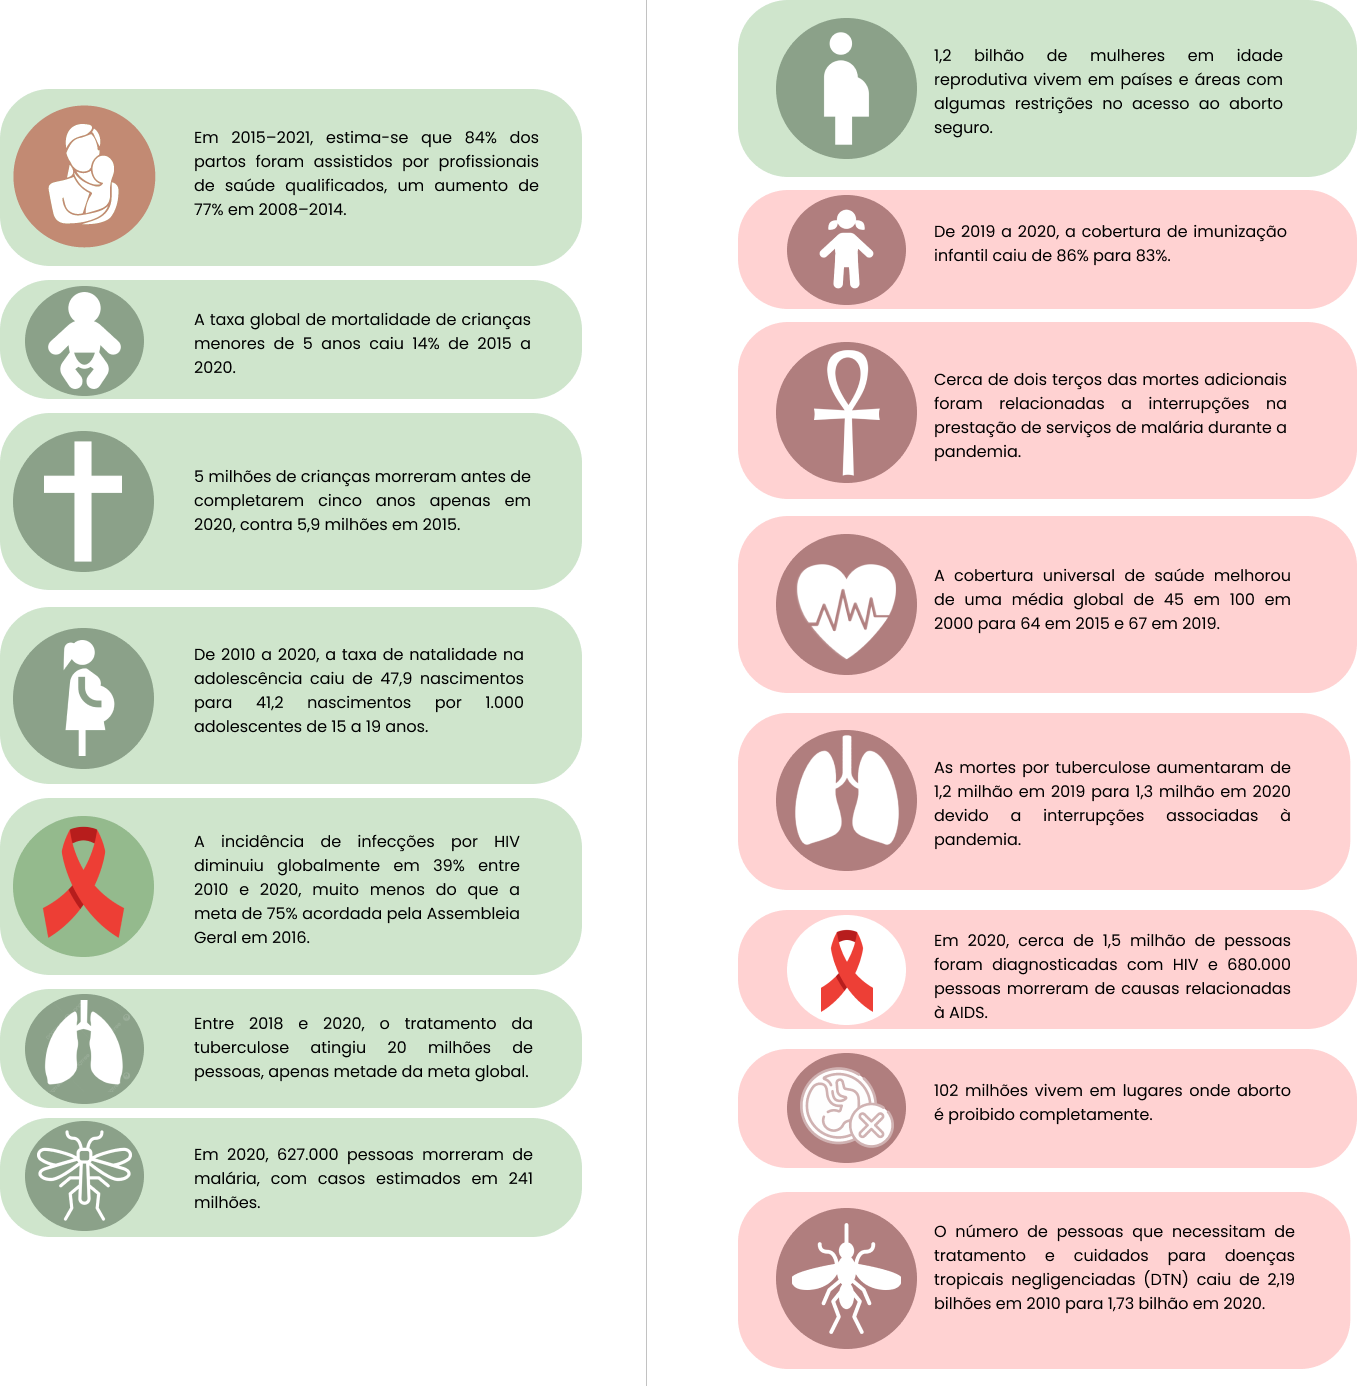 Em 2015–2021, estima-se que 84% dos
partos foram assistidos por profissionais
de saúde qualificados, um aumento de
77% em 2008–2014.
A taxa global de mortalidade de crianças
menores de 5 anos caiu 14% de 2015 a
2020.
5 milhões de crianças morreram antes de
completarem cinco anos apenas em
2020, contra 5,9 milhões em 2015.
De 2010 a 2020, a taxa de natalidade na
adolescência caiu de 47,9 nascimentos
para 41,2 nascimentos por 1.000
adolescentes de 15 a 19 anos.
A incidência de infecções por HIV
diminuiu globalmente em 39% entre
2010 e 2020, muito menos do que a
meta de 75% acordada pela Assembleia
Geral em 2016.
Entre 2018 e 2020, o tratamento da
tuberculose atingiu 20 milhões de
pessoas, apenas metade da meta global.
Em 2020, 627.000 pessoas morreram de
malária, com casos estimados em 241
milhões.
1,2 bilhão de mulheres em idade
reprodutiva vivem em países e áreas com
algumas restrições no acesso ao aborto
seguro.
De 2019 a 2020, a cobertura de imunização
infantil caiu de 86% para 83%.
Cerca de dois terços das mortes adicionais
foram relacionadas a interrupções na
prestação de serviços de malária durante a
pandemia.
A cobertura universal de saúde melhorou
de uma média global de 45 em 100 em
2000 para 64 em 2015 e 67 em 2019.
As mortes por tuberculose aumentaram de
1,2 milhão em 2019 para 1,3 milhão em 2020
devido a interrupções associadas à
pandemia.
Em 2020, cerca de 1,5 milhão de pessoas
foram diagnosticadas com HIV e 680.000
pessoas morreram de causas relacionadas
à AIDS.
102 milhões vivem em lugares onde aborto
é proibido completamente.
O número de pessoas que necessitam de
tratamento e cuidados para doenças
tropicais negligenciadas (DTN) caiu de 2,19
bilhões em 2010 para 1,73 bilhão em 2020.